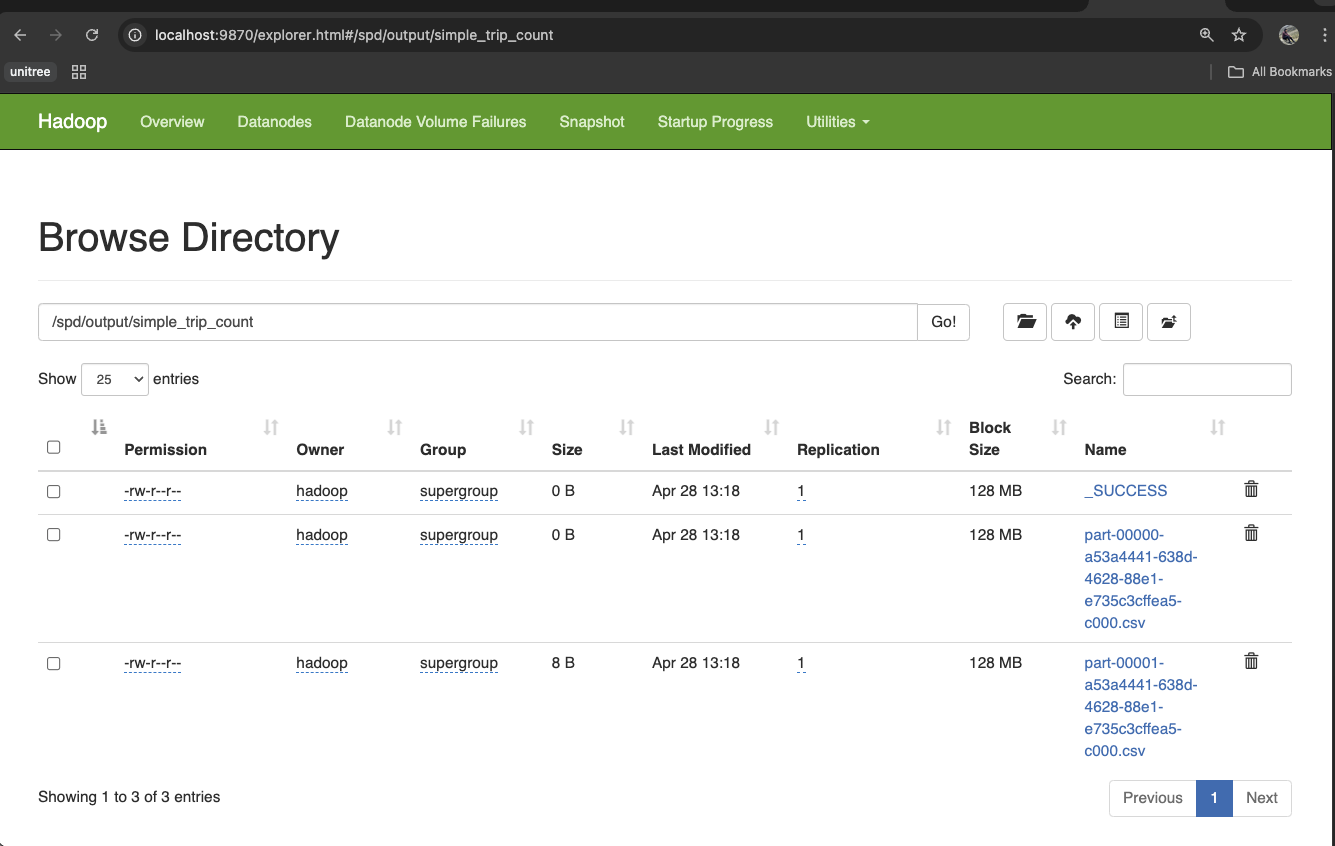 localhost:9870/explorer.html#/spd/output/simple_trip_count
unitree
All Bookmarks
Hadoop Overview Datanodes Datanode Volume Failures Snapshot Startup Progress Utilities
Browse Directory
/spd/output/simple_trip_count Go!
Show 25 entries Search:
Permission Owner Group Size Last Modified Replication Block Size Name
-rw-r--r-- hadoop supergroup 0 B Apr 28 13:18 1 128 MB _SUCCESS
-rw-r--r-- hadoop supergroup 0 B Apr 28 13:18 1 128 MB part-00000-
a53a4441-638d-
4628-88e1-
e735c3cffea5-
c000.csv
-rw-r--r-- hadoop supergroup 8 B Apr 28 13:18 1 128 MB part-00001-
a53a4441-638d-
4628-88e1-
e735c3cffea5-
c000.csv
Showing 1 to 3 of 3 entries Previous 1 Next